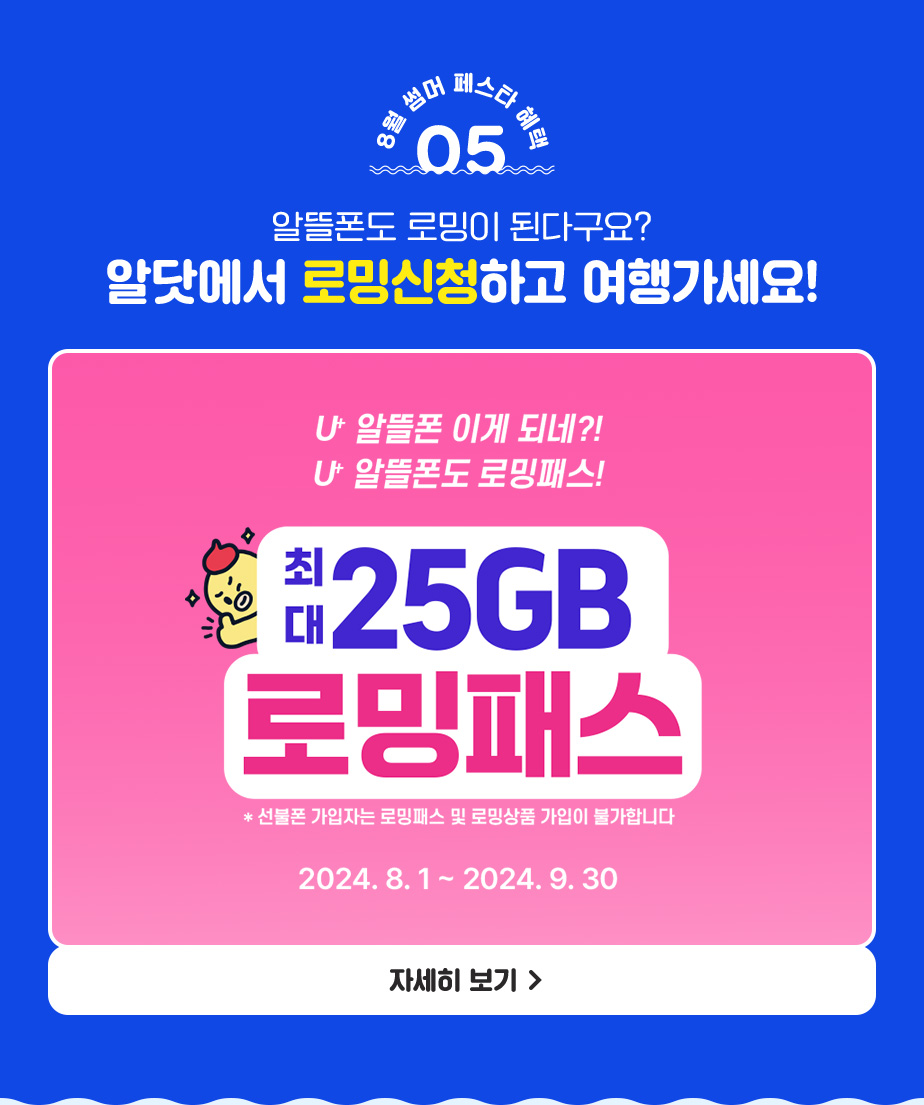 8월 썸머 페스타 혜택
05
알뜰폰도 로밍이 된다구요?
알닷에서 로밍신청하고 여행가세요!
U+ 알뜰폰 이게 되네?!
U+ 알뜰폰도 로밍패스!
최대 25GB
로밍패스
* 선불폰 가입자는 로밍패스 및 로밍상품 가입이 불가합니다
2024. 8. 1 ~ 2024. 9. 30
자세히 보기 >